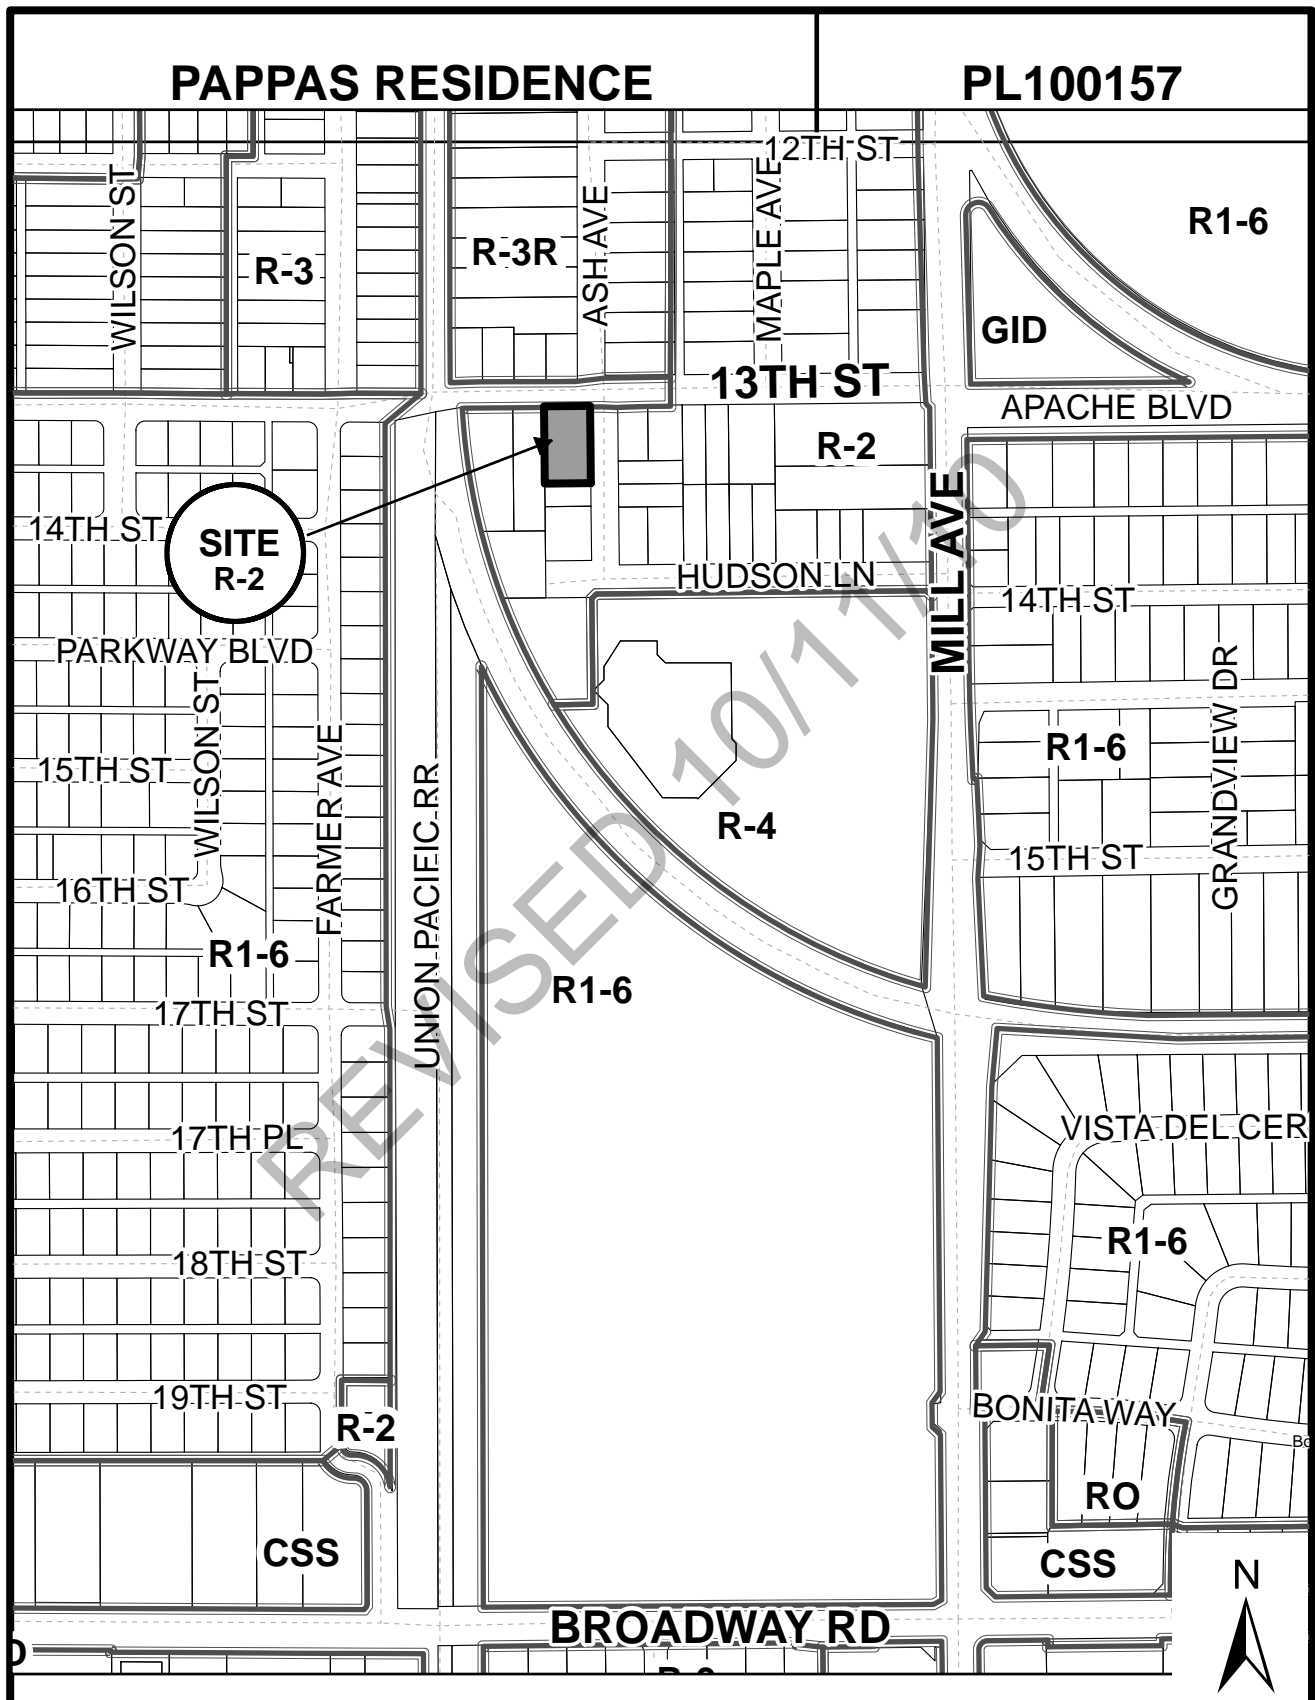 PAPPAS RESIDENCE
PL100157
12TH ST
WILSON ST
R-3
R-3R
ASH AVE
MAPLE AVE
R1-6
GID
13TH ST
APACHE BLVD
R-2
14TH ST
SITE
R-2
HUDSON LN
MILL AVE
14TH ST
PARKWAY BLVD
WILSON ST
FARMER AVE
15TH ST
UNION PACIFIC RR
R-4
R1-6
GRANDVIEW DR
15TH ST
16TH ST
R1-6
R1-6
17TH ST
REVISED 10/11/10
17TH PL
VISTA DEL CER
R1-6
18TH ST
19TH ST
R-2
BONITA WAY
Bo
RO
CSS
CSS
N
BROADWAY RD